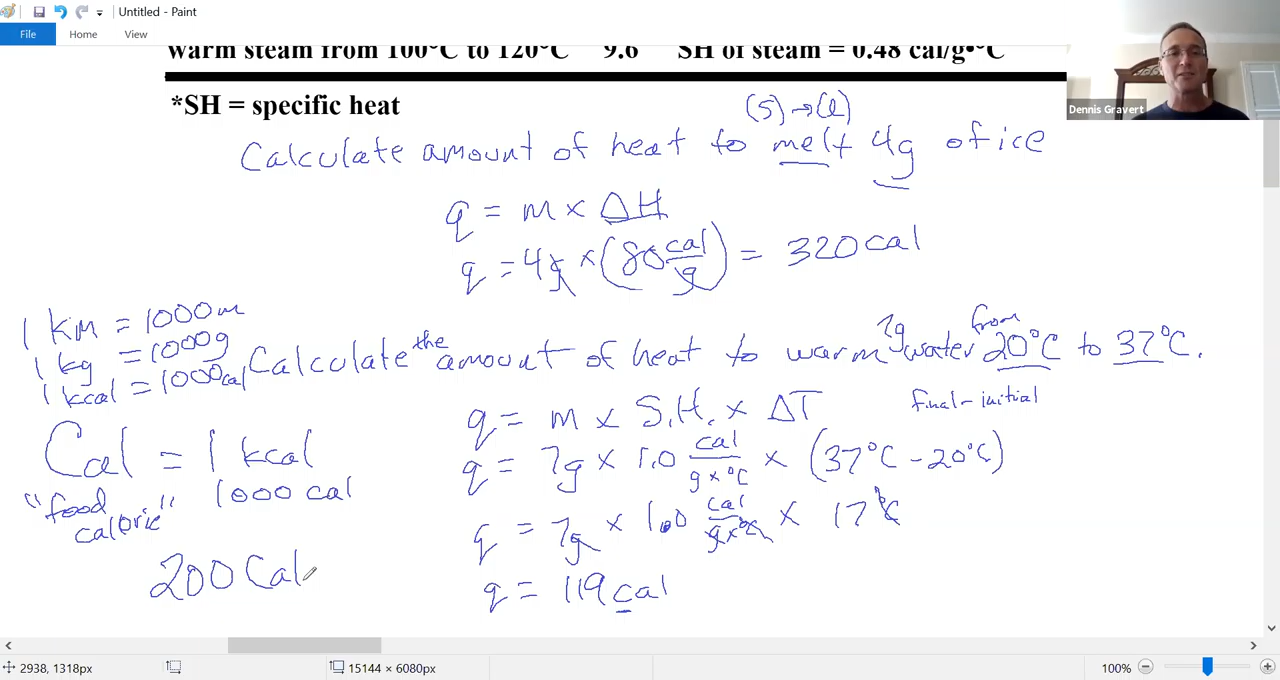 Untitled - Paint
File Home View
Warm steam from 100°C to 120°C 9.6 SH of steam = 0.48 cal/g•°C
*SH = specific heat
Dennis Gravert
(s) → (l)
Calculate amount of heat to melt 4g of ice
q = m × ΔH
q = 4g × (80 cal/g) = 320 cal
1 km = 1000m
1 kg = 1000g
1 kcal = 1000 cal
Calculate the amount of heat to warm 7g water from 20°C to 37°C.
final - initial
q = m × S.H. × ΔT
q = 7g × 1.0 cal/g×°C × (37°C - 20°C)
q = 7g × 1.00 cal/g×°C × 17°C
q = 119 cal
Cal = 1 kcal
1000 cal
"food calorie"
200 Cal
2938, 1318px
15144 × 6080px
100%